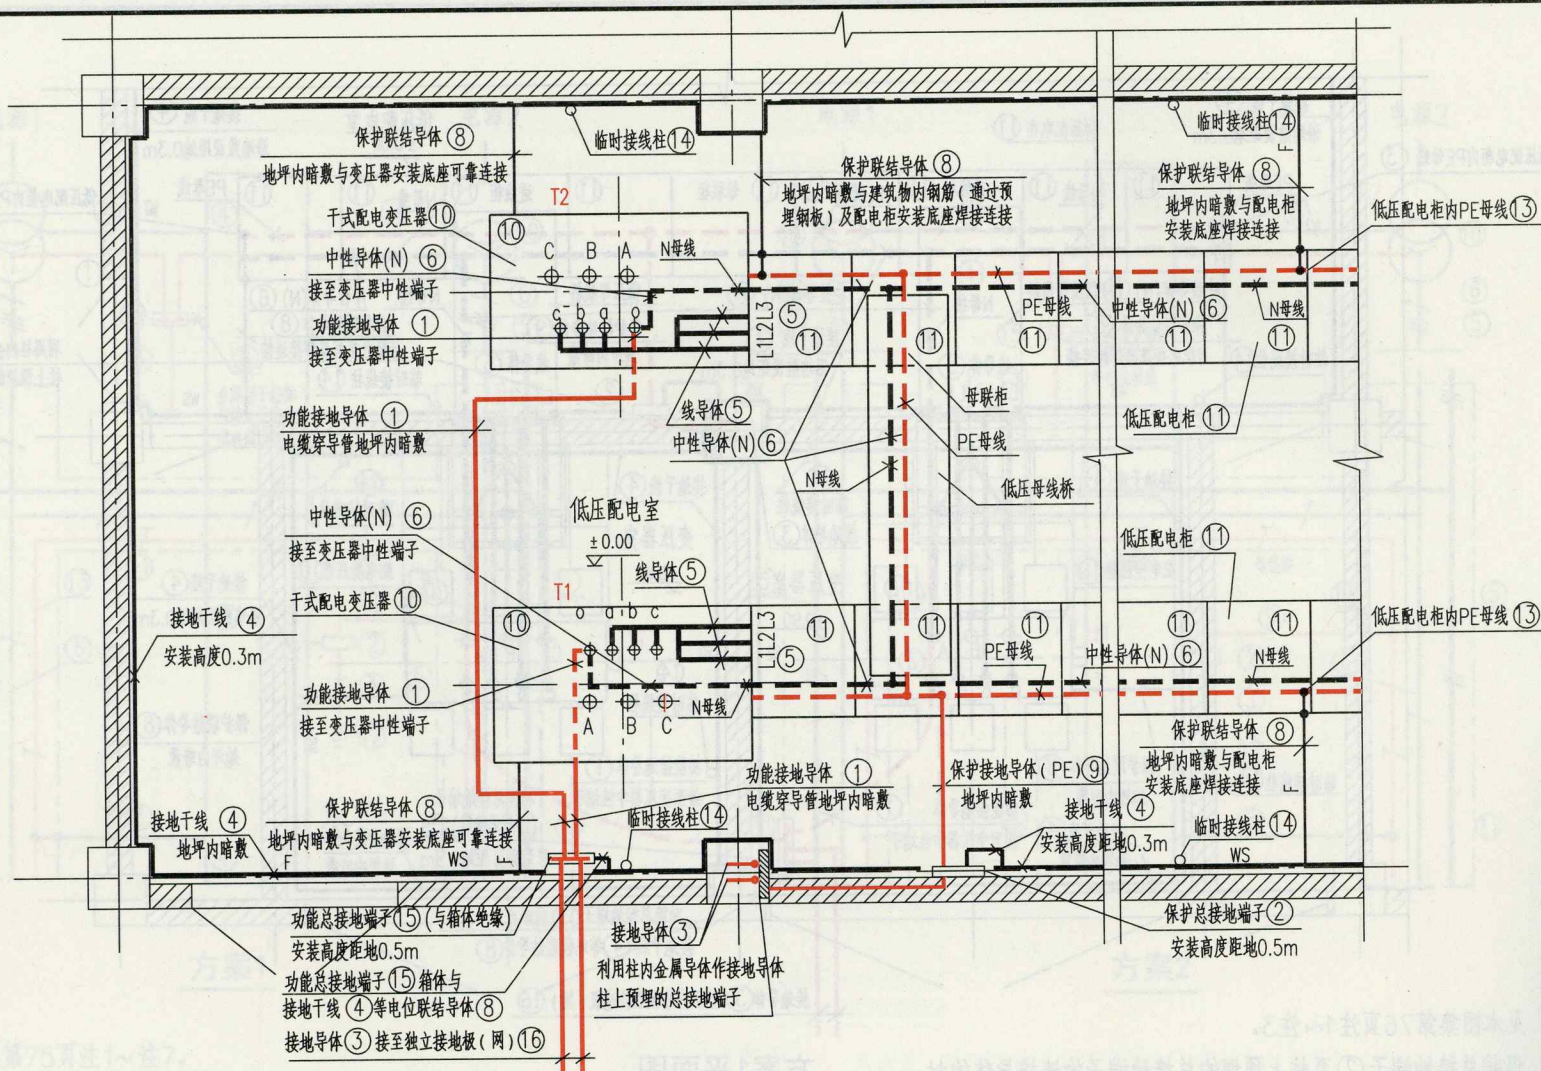 保护联结导体⑧
地坪内暗敷与变压器安装底座可靠连接
临时接线柱⑭
保护联结导体⑧
地坪内暗敷与建筑物内钢筋(通过预
埋钢板)及配电柜安装底座焊接连接
临时接线柱⑭
F
保护联结导体⑧
地坪内暗敷与配电柜
安装底座焊接连接
低压配电柜内PE母线⑬
T2
干式配电变压器⑩
⑩
中性导体(N)⑥
接至变压器中性端子
C B A
N母线
功能接地导体①
接至变压器中性端子
c b a o
L1L2L3
⑤
⑪
⑪
PE母线
⑪
中性导体(N)⑥
⑪
N母线
⑪
功能接地导体①
电缆穿导管地坪内暗敷
线导体⑤
中性导体(N)⑥
母联柜
PE母线
N母线
低压母线桥
低压配电柜⑪
中性导体(N)⑥
接至变压器中性端子
低压配电室
±0.00
低压配电柜⑪
T1
线导体⑤
干式配电变压器⑩
⑩
o a b c
L1L2L3
⑤
⑪
⑪
⑪
⑪
⑪
低压配电柜内PE母线⑬
接地干线④
安装高度0.3m
PE母线
中性导体(N)⑥
N母线
功能接地导体①
接至变压器中性端子
A B C
N母线
保护联结导体⑧
地坪内暗敷与配电柜
安装底座焊接连接
F
功能接地导体①
电缆穿导管地坪内暗敷
保护接地导体(PE)⑨
地坪内暗敷
接地干线④
安装高度距地0.3m
接地干线④
地坪内暗敷
保护联结导体⑧
地坪内暗敷与变压器安装底座可靠连接
临时接线柱⑭
临时接线柱⑭
F
WS
F
WS
功能总接地端子⑮(与箱体绝缘)
安装高度距地0.5m
接地导体③
利用柱内金属导体作接地导体
柱上预埋的总接地端子
保护总接地端子②
安装高度距地0.5m
功能总接地端子⑮箱体与
接地干线④等电位联结导体⑧
接地导体③接至独立接地极(网)⑯